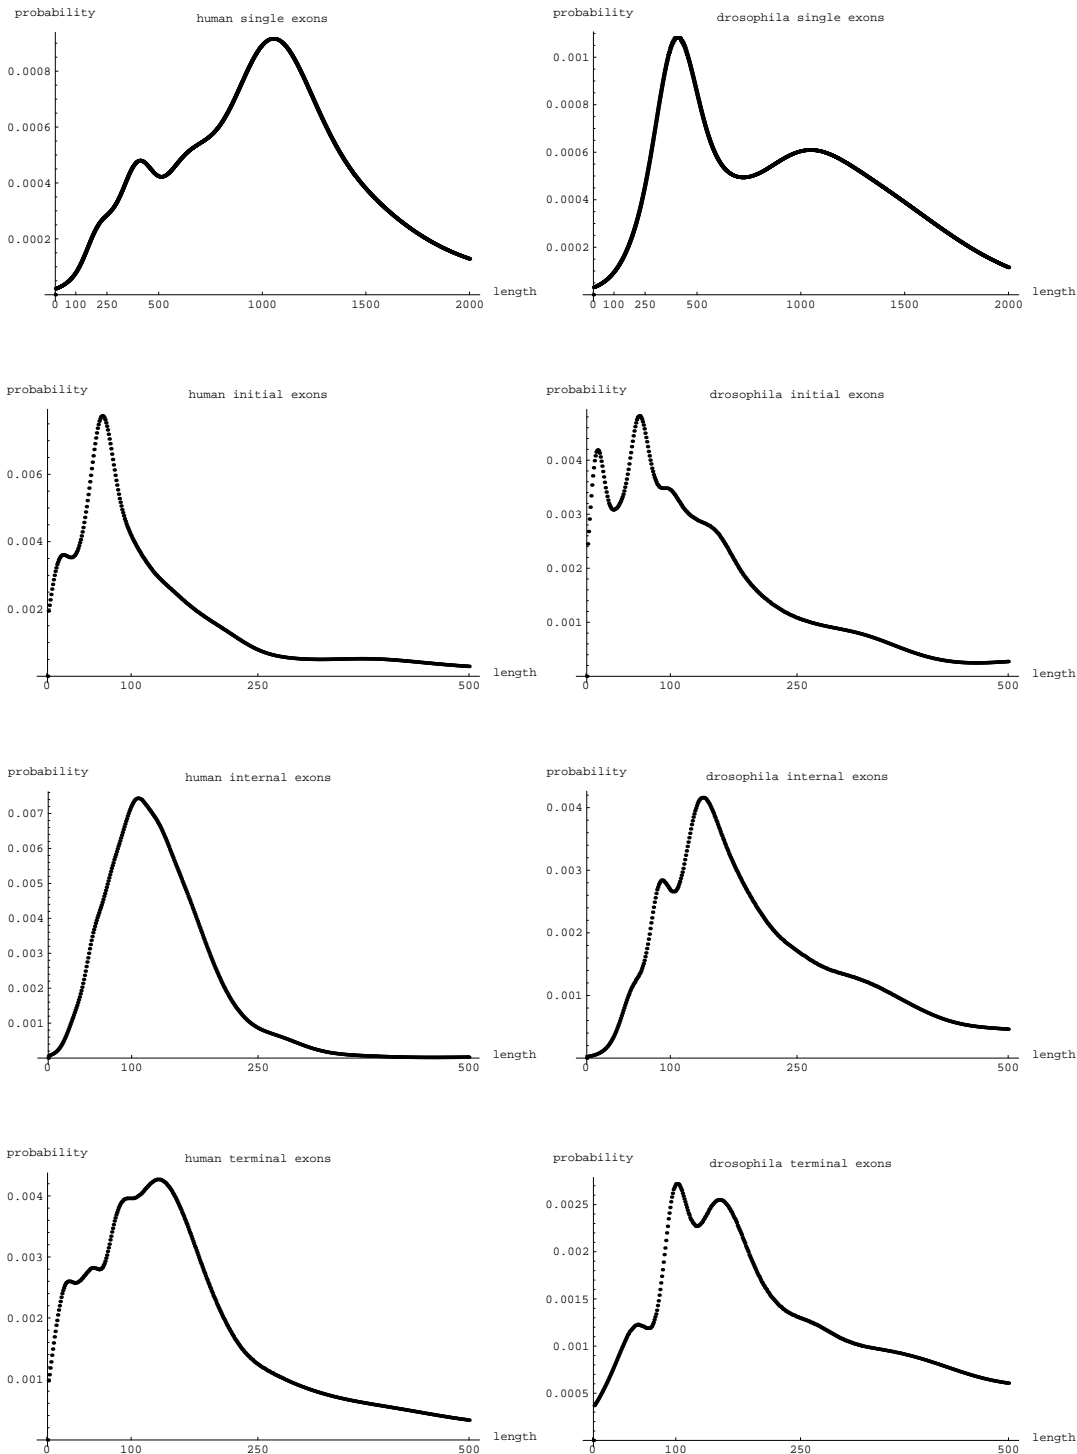 probability
human single exons
0.0008
0.0006
0.0004
0.0002
0 100 250 500 1000 1500 2000
length
probability
drosophila single exons
0.001
0.0008
0.0006
0.0004
0.0002
0 100 250 500 1000 1500 2000
length
probability
human initial exons
0.006
0.004
0.002
0 100 250 500
length
probability
drosophila initial exons
0.004
0.003
0.002
0.001
0 100 250 500
length
probability
human internal exons
0.007
0.006
0.005
0.004
0.003
0.002
0.001
0 100 250 500
length
probability
drosophila internal exons
0.004
0.003
0.002
0.001
0 100 250 500
length
probability
human terminal exons
0.004
0.003
0.002
0.001
0 100 250 500
length
probability
drosophila terminal exons
0.0025
0.002
0.0015
0.001
0.0005
0 100 250 500
length